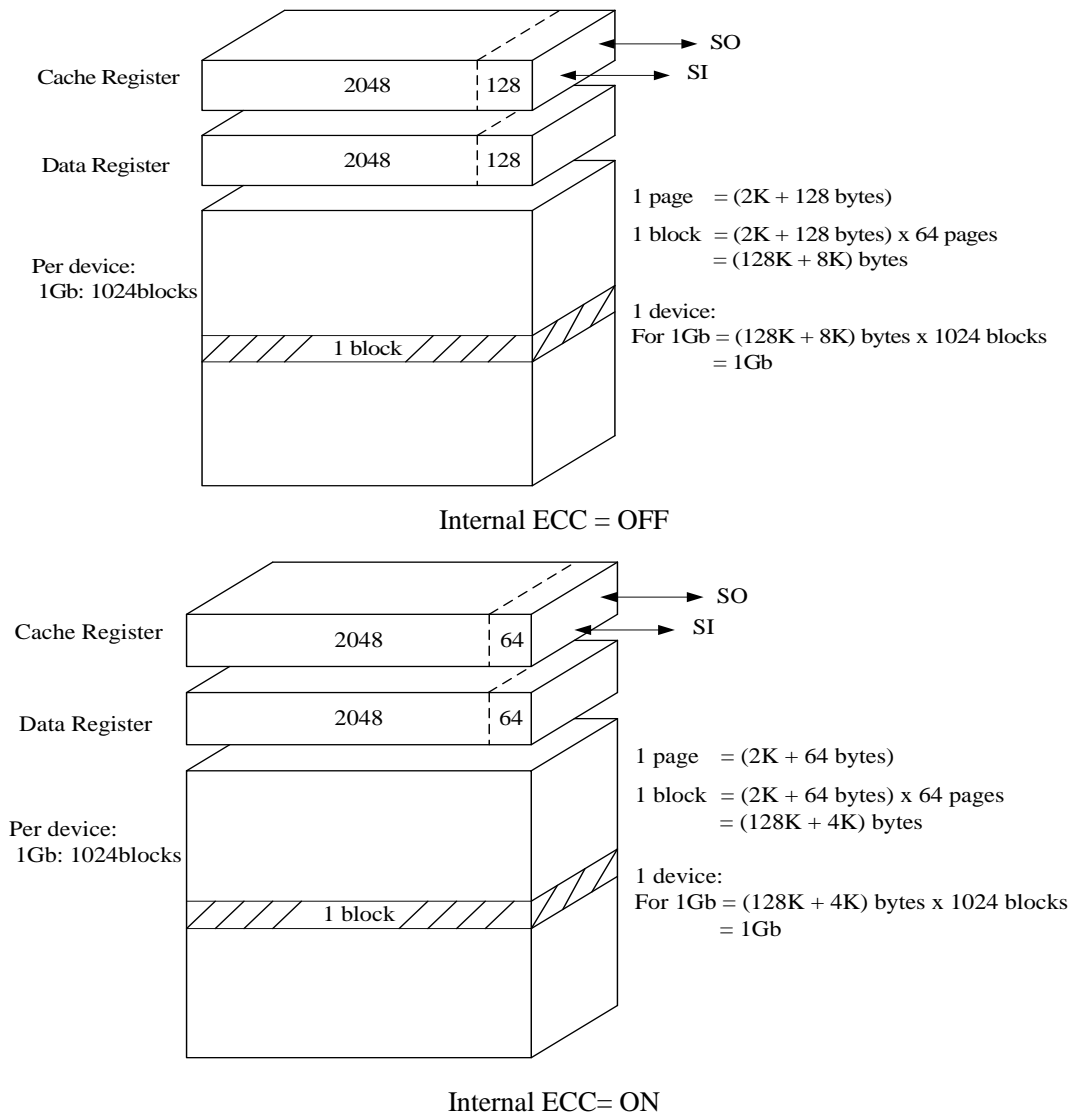 SO
SI
Cache Register
2048
128
Data Register
2048
128
1 page = (2K + 128 bytes)
1 block = (2K + 128 bytes) x 64 pages
= (128K + 8K) bytes
Per device:
1Gb: 1024blocks
1 device:
For 1Gb = (128K + 8K) bytes x 1024 blocks
= 1Gb
1 block
Internal ECC = OFF
SO
SI
Cache Register
2048
64
Data Register
2048
64
1 page = (2K + 64 bytes)
1 block = (2K + 64 bytes) x 64 pages
= (128K + 4K) bytes
Per device:
1Gb: 1024blocks
1 device:
For 1Gb = (128K + 4K) bytes x 1024 blocks
= 1Gb
1 block
Internal ECC= ON